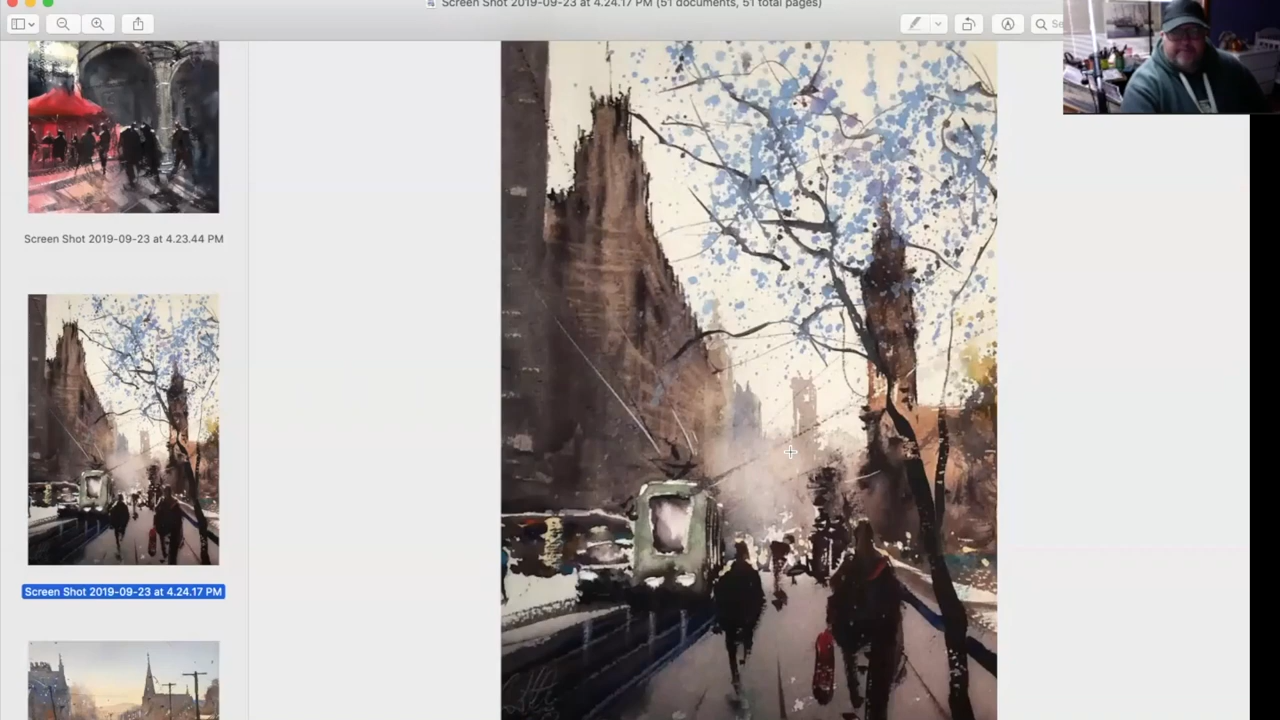 Screen Shot 2019-09-23 at 4.24.17 PM (51 documents, 51 total pages)
Se
Screen Shot 2019-09-23 at 4.23.44 PM
Screen Shot 2019-09-23 at 4.24.17 PM